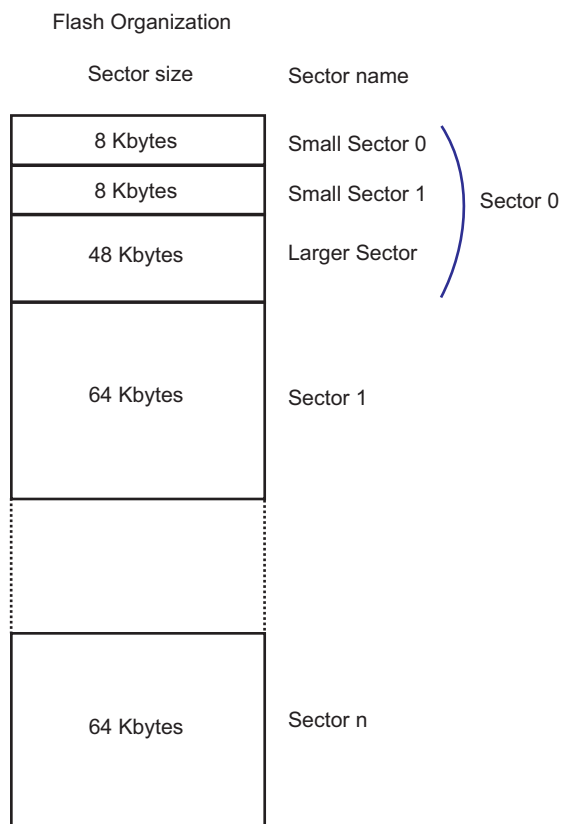 Flash Organization
Sector size Sector name
8 Kbytes Small Sector 0
8 Kbytes Small Sector 1 Sector 0
48 Kbytes Larger Sector
64 Kbytes Sector 1
64 Kbytes Sector n